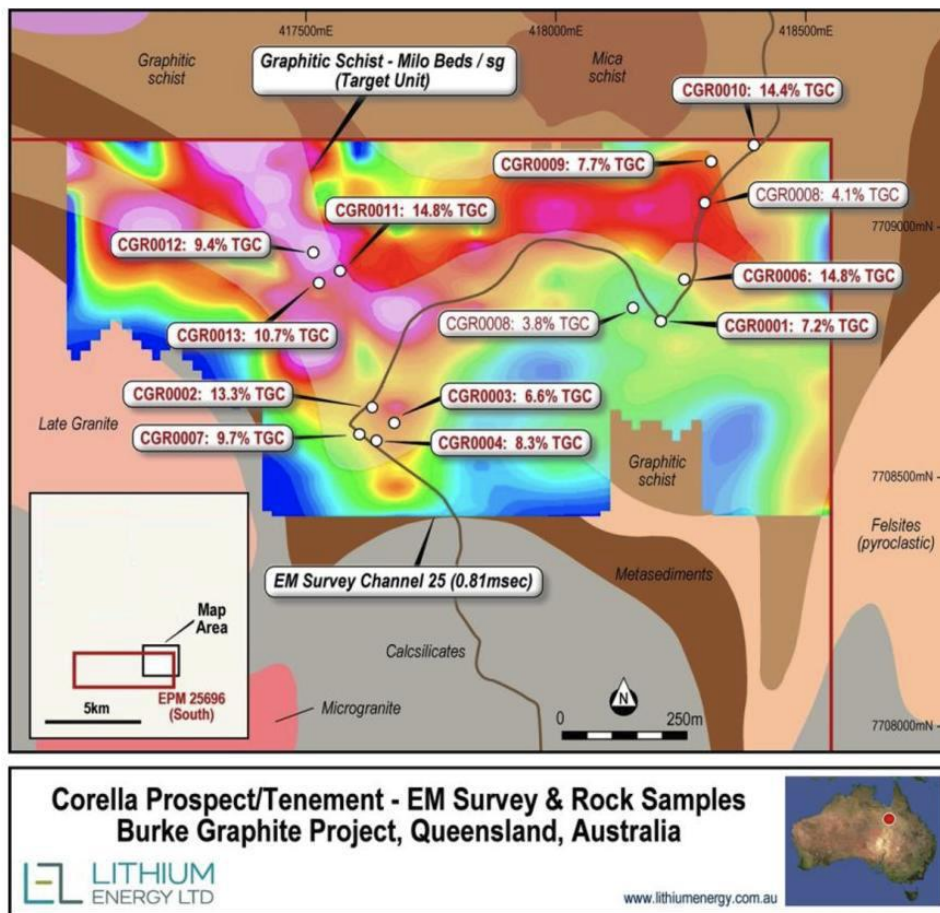 417500mE
418000mE
418500mE
Graphitic
schist
Graphitic Schist - Milo Beds / sg
(Target Unit)
Mica
schist
CGR0010: 14.4% TGC
CGR0009: 7.7% TGC
CGR0008: 4.1% TGC
CGR0011: 14.8% TGC
7709000mN
CGR0012: 9.4% TGC
CGR0006: 14.8% TGC
CGR0013: 10.7% TGC
CGR0008: 3.8% TGC
CGR0001: 7.2% TGC
CGR0002: 13.3% TGC
CGR0003: 6.6% TGC
Late Granite
CGR0007: 9.7% TGC
CGR0004: 8.3% TGC
Graphitic
schist
7708500mN
Felsites
(pyroclastic)
EM Survey Channel 25 (0.81msec)
Metasediments
Map
Area
Calcsilicates
EPM 25696
(South)
5km
Microgranite
N
0
250m
7708000mN
Corella Prospect/Tenement - EM Survey & Rock Samples
Burke Graphite Project, Queensland, Australia
LEL
LITHIUM
ENERGY LTD
www.lithiumenergy.com.au